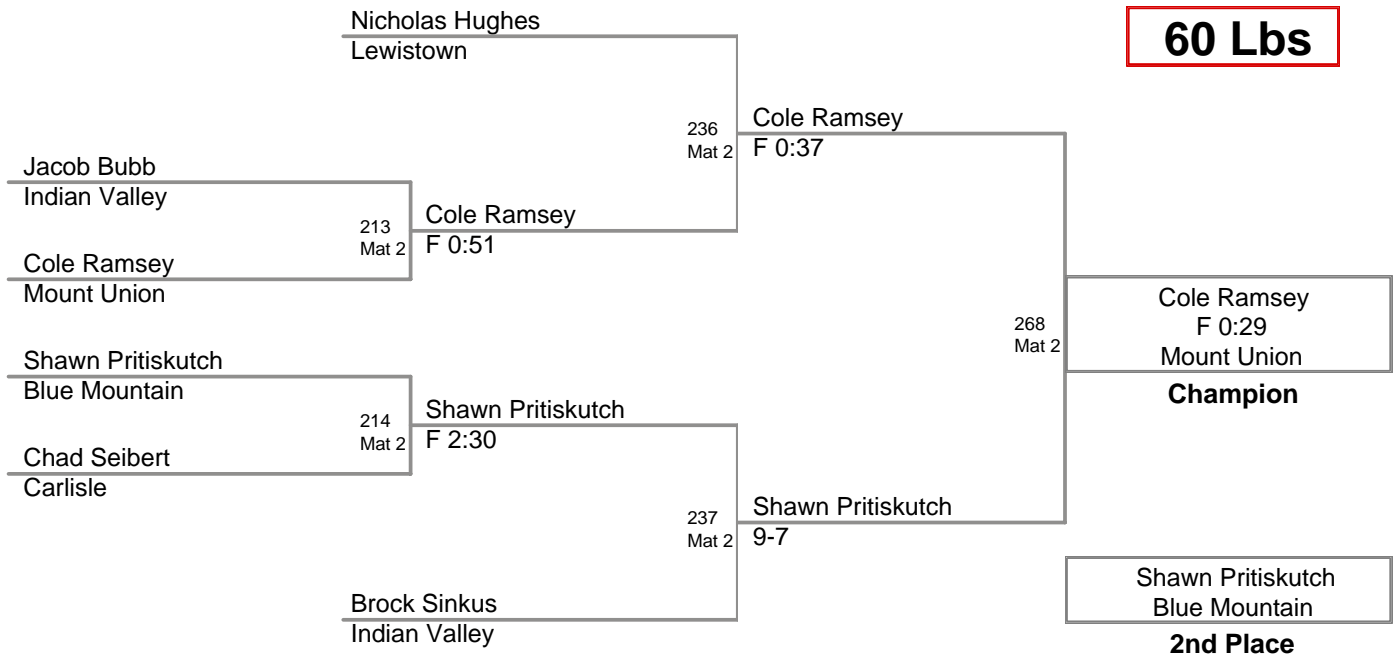 Nicholas Hughes
Lewistown
60 Lbs
236
Mat 2
Cole Ramsey
F 0:37
Jacob Bubb
Indian Valley
213
Mat 2
Cole Ramsey
F 0:51
Cole Ramsey
Mount Union
268
Mat 2
Cole Ramsey
F 0:29
Mount Union
Champion
Shawn Pritiskutch
Blue Mountain
214
Mat 2
Shawn Pritiskutch
F 2:30
Chad Seibert
Carlisle
237
Mat 2
Shawn Pritiskutch
9-7
Brock Sinkus
Indian Valley
Shawn Pritiskutch
Blue Mountain
2nd Place